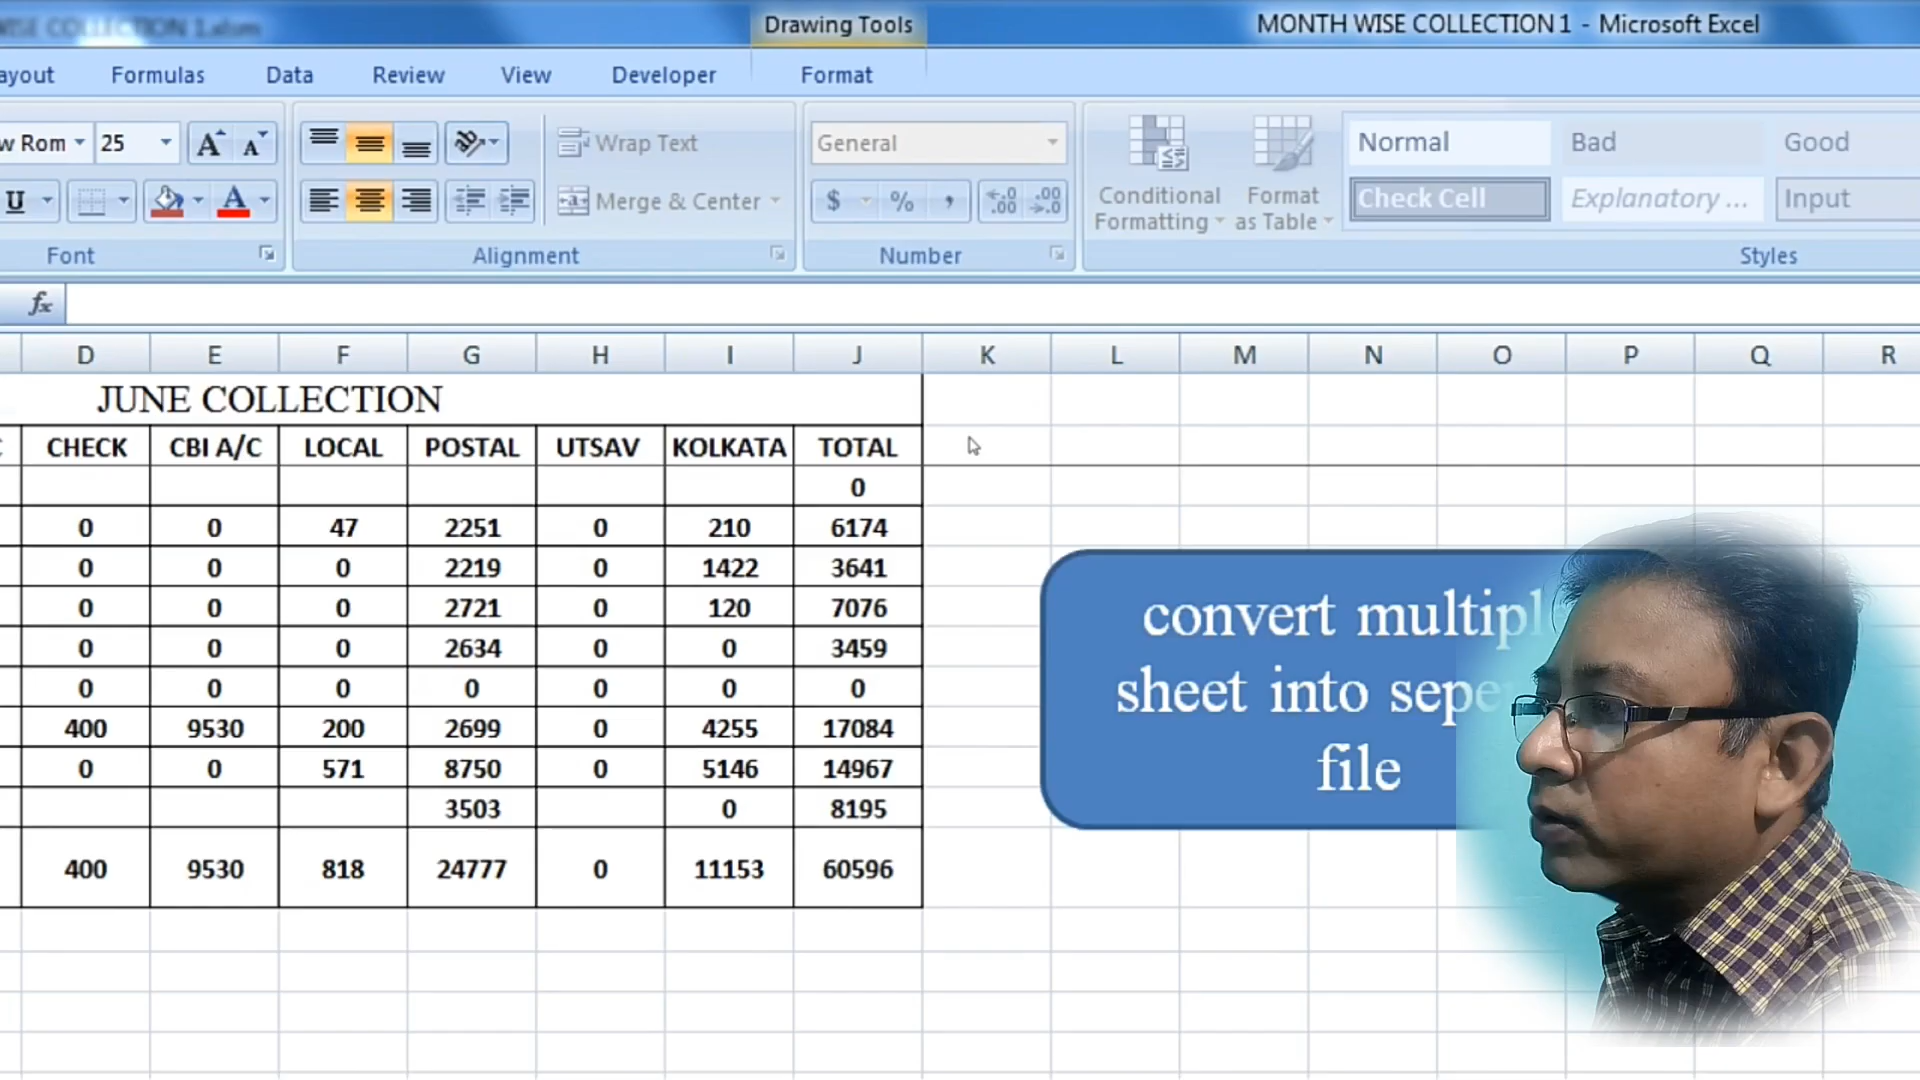 Drawing Tools
MONTH WISE COLLECTION 1 - Microsoft Excel
Formulas
Data
Review
View
Developer
Format
25
Wrap Text
General
Normal
Bad
Good
Merge & Center
$ % ,
Conditional Formatting
Format as Table
Check Cell
Explanatory ...
Input
Font
Alignment
Number
Styles
fx
D E F G H I J K L M N O P Q R
JUNE COLLECTION
CHECK CBI A/C LOCAL POSTAL UTSAV KOLKATA TOTAL
0
0 0 47 2251 0 210 6174
0 0 0 2219 0 1422 3641
0 0 0 2721 0 120 7076
0 0 0 2634 0 0 3459
0 0 0 0 0 0 0
400 9530 200 2699 0 4255 17084
0 0 571 8750 0 5146 14967
3503 0 8195
400 9530 818 24777 0 11153 60596
convert
sheet into
file